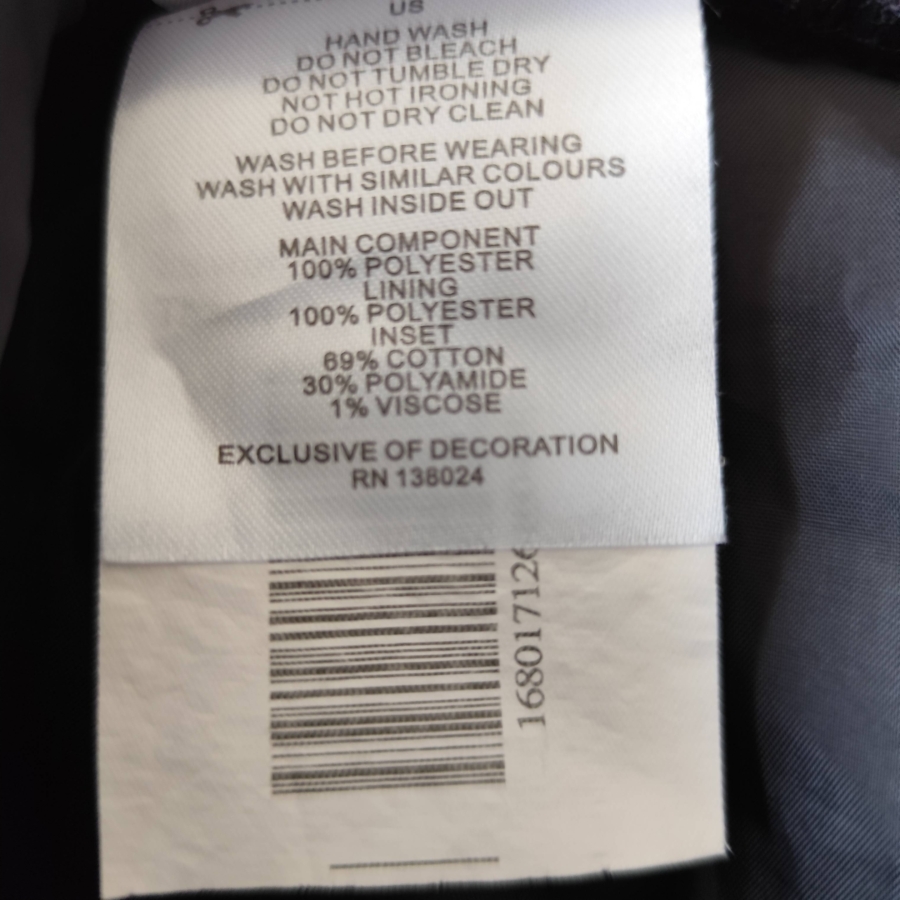 US
HAND WASH
DO NOT BLEACH
DO NOT TUMBLE DRY
NOT HOT IRONING
DO NOT DRY CLEAN
WASH BEFORE WEARING
WASH WITH SIMILAR COLOURS
WASH INSIDE OUT
MAIN COMPONENT
100% POLYESTER
LINING
100% POLYESTER
INSET
69% COTTON
30% POLYAMIDE
1% VISCOSE
EXCLUSIVE OF DECORATION
RN 138024
168017126